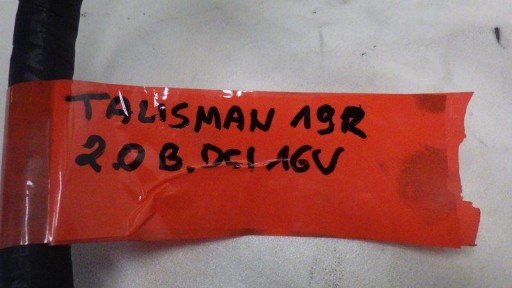 TALISMAN 19R
2.0 B.DCI 16V